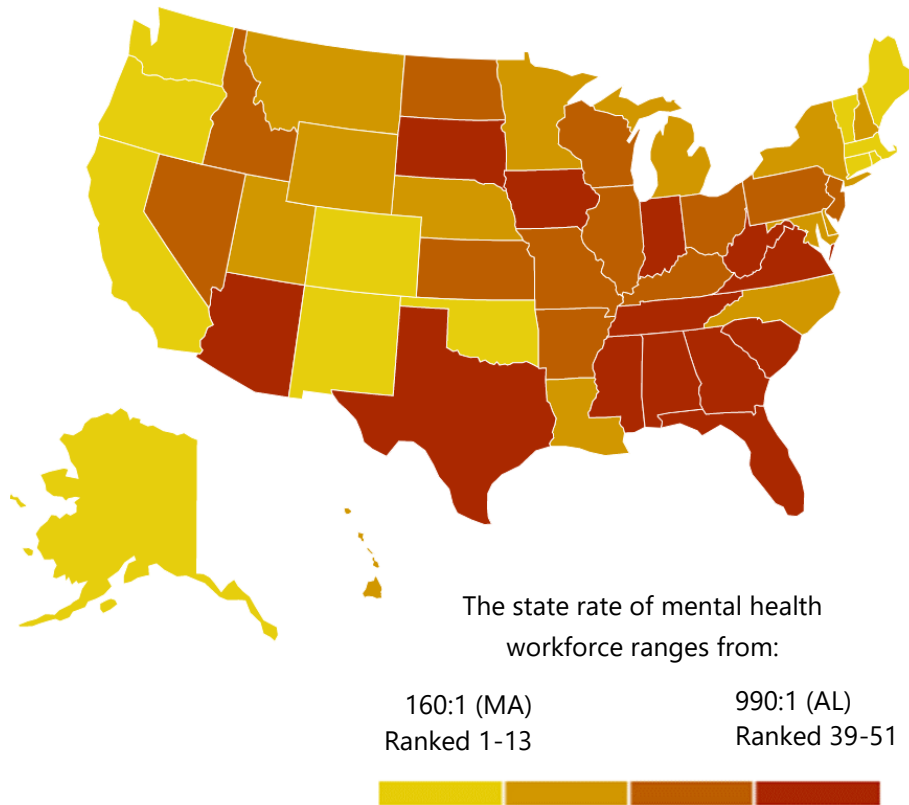 The state rate of mental health
workforce ranges from:
160:1 (MA)
990:1 (AL)
Ranked 1-13
Ranked 39-51